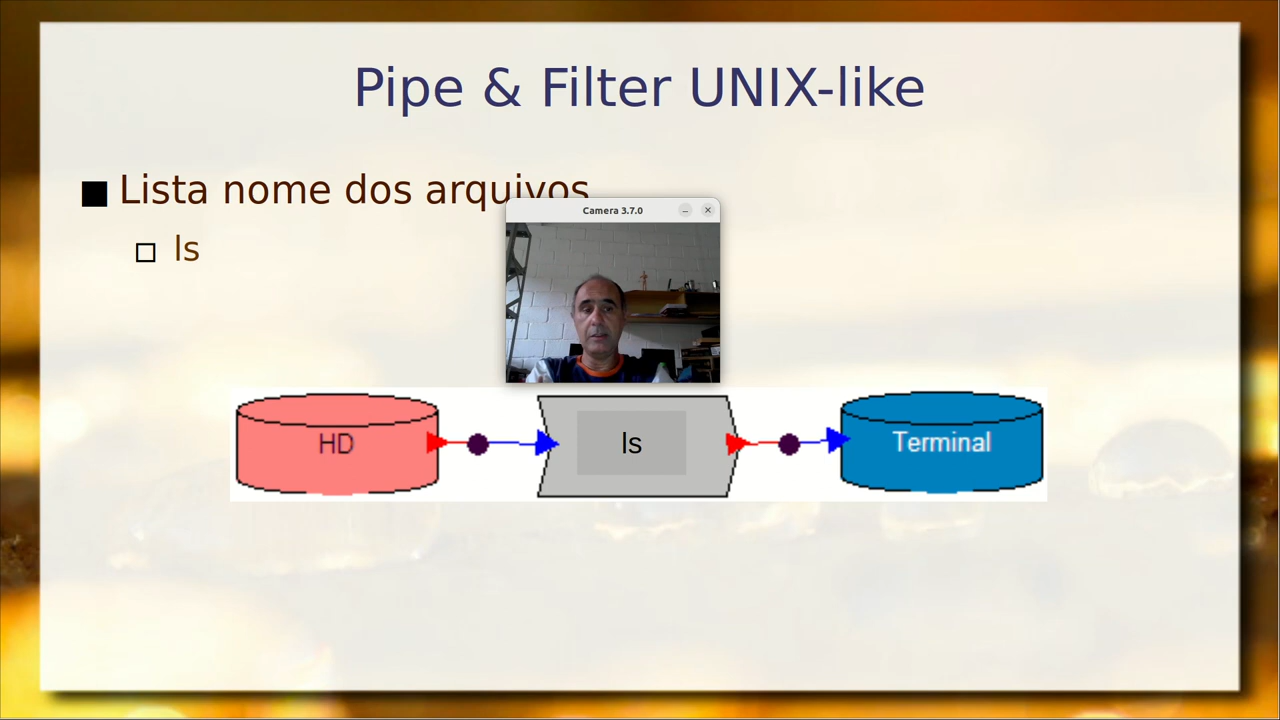 Pipe & Filter UNIX-like
Lista nome dos arquivos
ls
Camera 3.7.0
HD
ls
Terminal